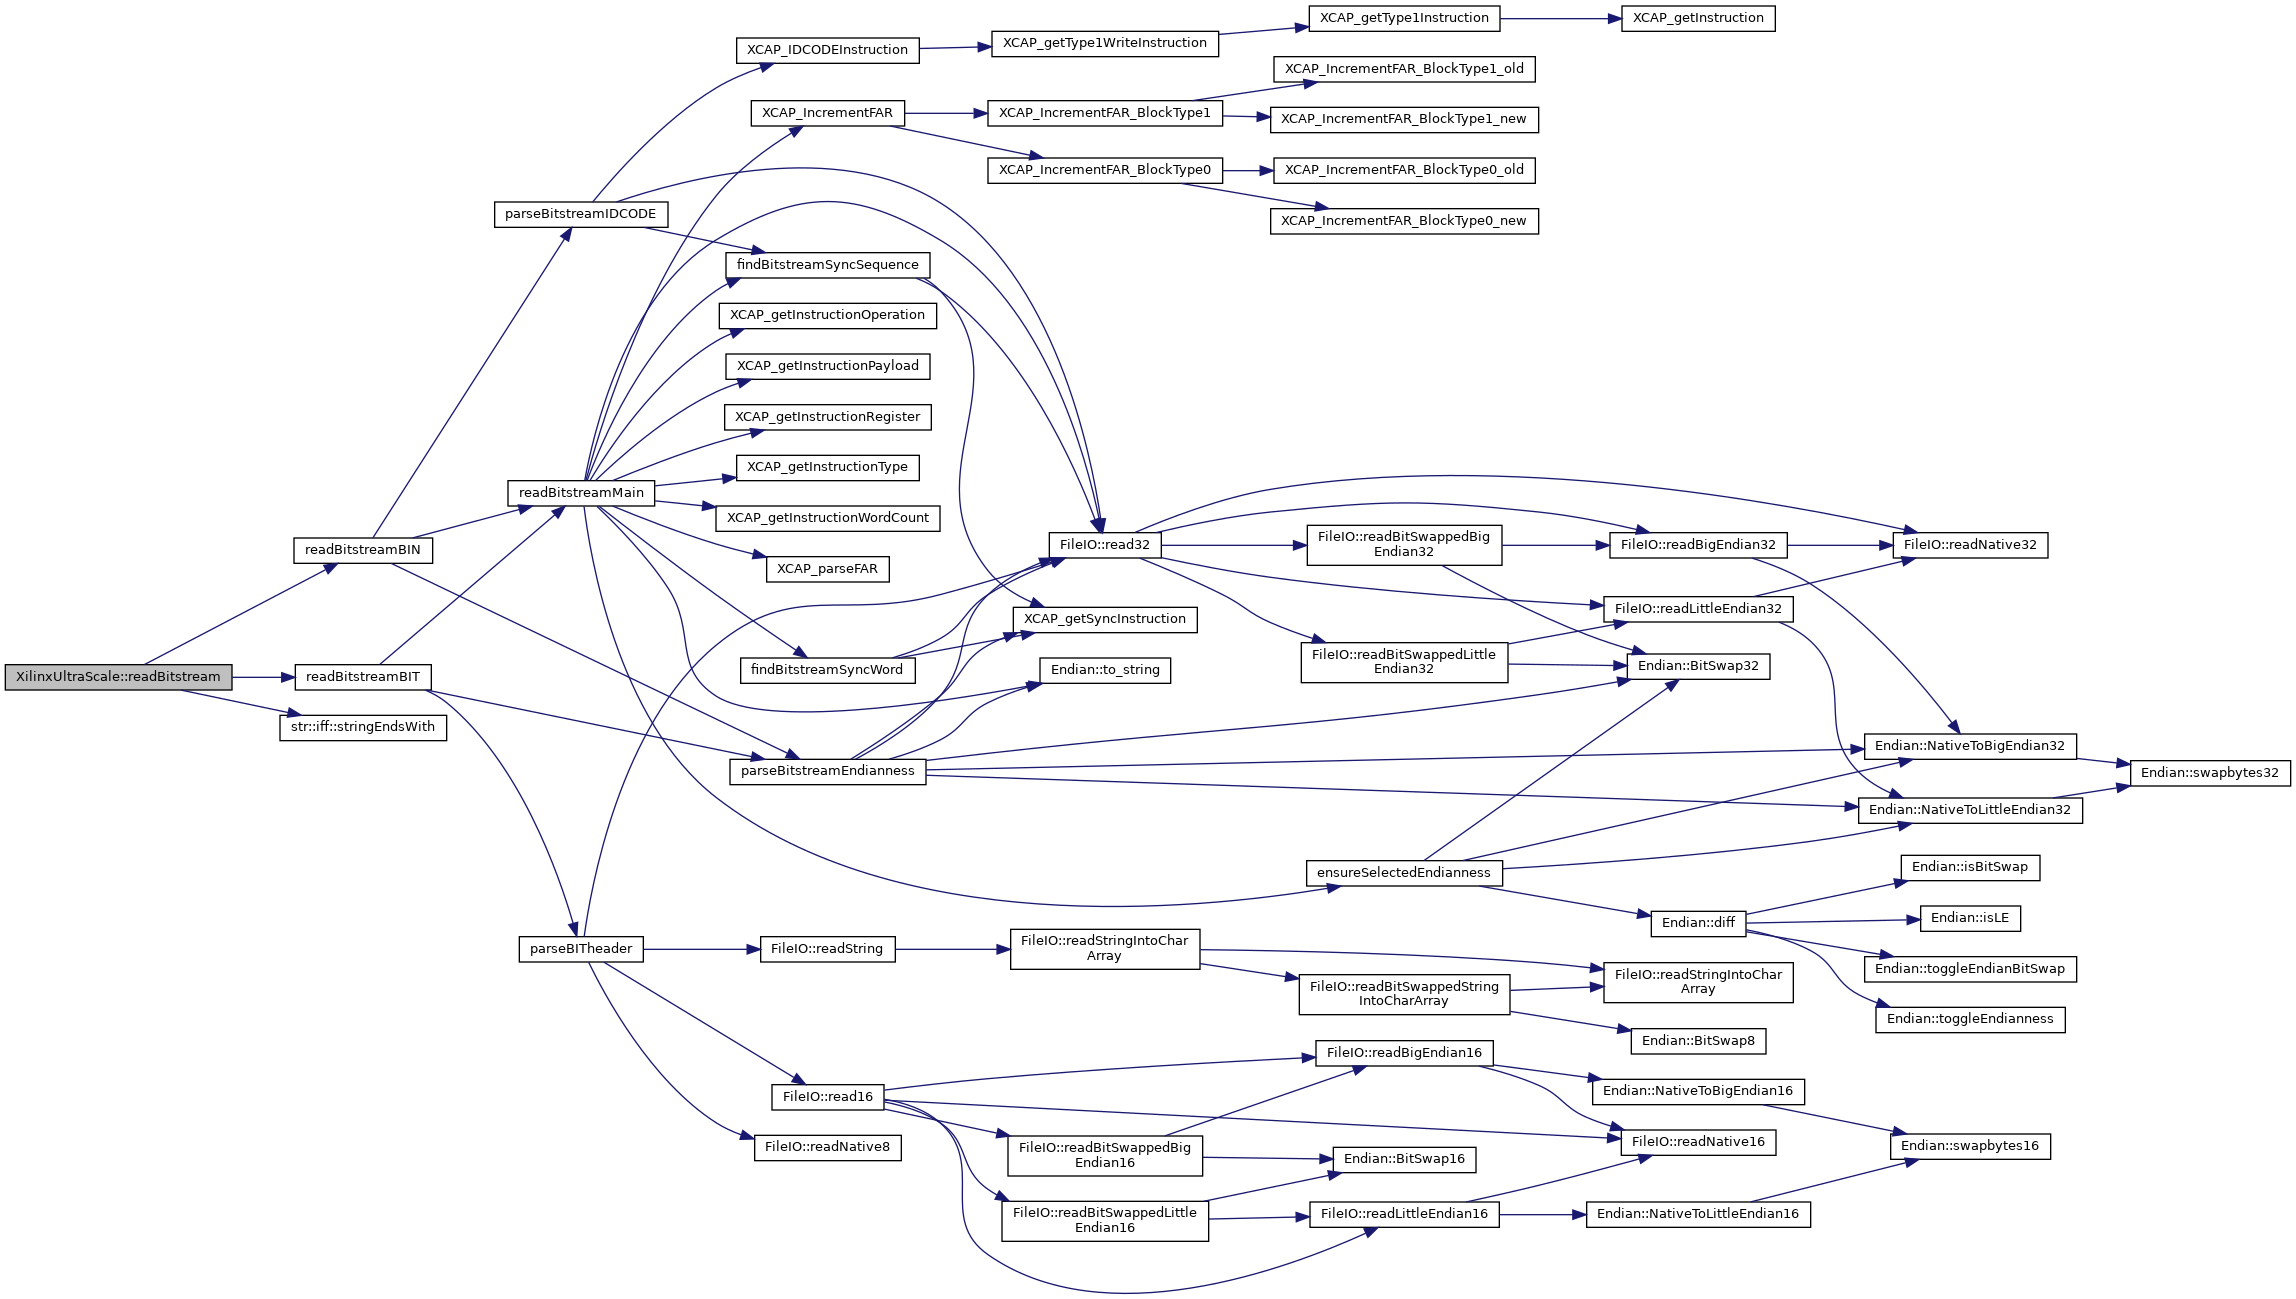 XCAP_getType1Instruction
XCAP_getInstruction
XCAP_IDCODEInstruction
XCAP_getType1WriteInstruction
XCAP_IncrementFAR_BlockType1_old
XCAP_IncrementFAR
XCAP_IncrementFAR_BlockType1
XCAP_IncrementFAR_BlockType1_new
XCAP_IncrementFAR_BlockType0
XCAP_IncrementFAR_BlockType0_old
XCAP_IncrementFAR_BlockType0_new
parseBitstreamIDCODE
findBitstreamSyncSequence
XCAP_getInstructionOperation
XCAP_getInstructionPayload
XCAP_getInstructionRegister
XCAP_getInstructionType
readBitstreamMain
XCAP_getInstructionWordCount
readBitstreamBIN
XCAP_parseFAR
FileIO::read32
FileIO::readBitSwappedBig
Endian32
FileIO::readBigEndian32
FileIO::readNative32
XCAP_getSyncInstruction
FileIO::readLittleEndian32
XilinxUltraScale::readBitstream
readBitstreamBIT
str::iff::stringEndsWith
findBitstreamSyncWord
Endian::to_string
FileIO::readBitSwappedLittle
Endian32
Endian::BitSwap32
parseBitstreamEndianness
Endian::NativeToBigEndian32
Endian::swapbytes32
Endian::NativeToLittleEndian32
ensureSelectedEndianness
Endian::isBitSwap
Endian::diff
Endian::isLE
Endian::toggleEndianBitSwap
Endian::toggleEndianness
parseBITheader
FileIO::readString
FileIO::readStringIntoChar
Array
FileIO::readBitSwappedString
IntoCharArray
FileIO::readStringIntoChar
Array
Endian::BitSwap8
FileIO::readBigEndian16
FileIO::read16
Endian::NativeToBigEndian16
FileIO::readNative8
FileIO::readBitSwappedBig
Endian16
Endian::BitSwap16
FileIO::readNative16
Endian::swapbytes16
FileIO::readBitSwappedLittle
Endian16
FileIO::readLittleEndian16
Endian::NativeToLittleEndian16